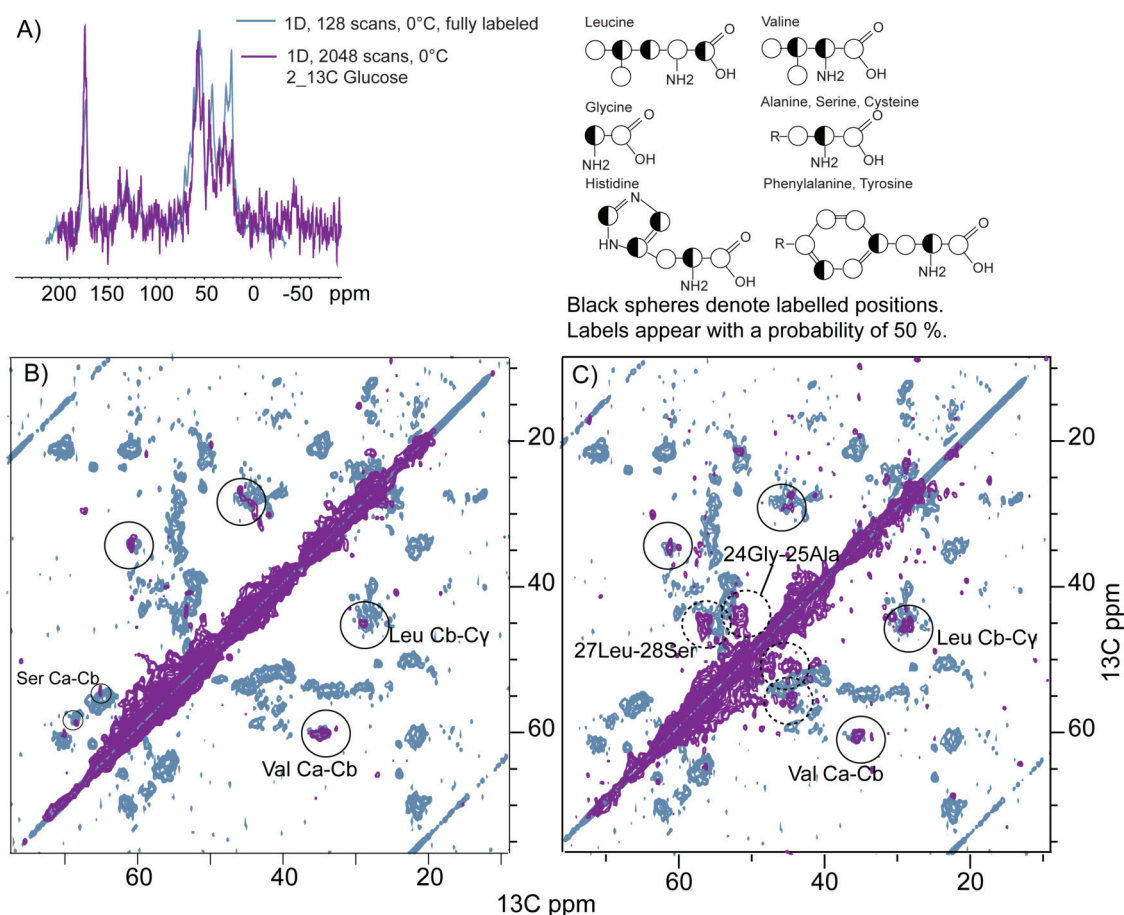 A)
1D, 128 scans, 0°C, fully labeled
1D, 2048 scans, 0°C
2_13C Glucose
200 150 100 50 0 -50 ppm
Leucine
O
OH
NH2
Valine
O
OH
NH2
Glycine
O
OH
NH2
Alanine, Serine, Cysteine
R
O
OH
NH2
Histidine
N
HN
O
OH
NH2
Phenylalanine, Tyrosine
R
O
OH
NH2
Black spheres denote labelled positions.
Labels appear with a probability of 50 %.
B)
Leu Cb-Cγ
Ser Ca-Cb
Val Ca-Cb
20
40
60
60 40 20
C)
24Gly-25Ala
27Leu-28Ser
Leu Cb-Cγ
Val Ca-Cb
20
40
60
13C ppm
60 40 20
13C ppm